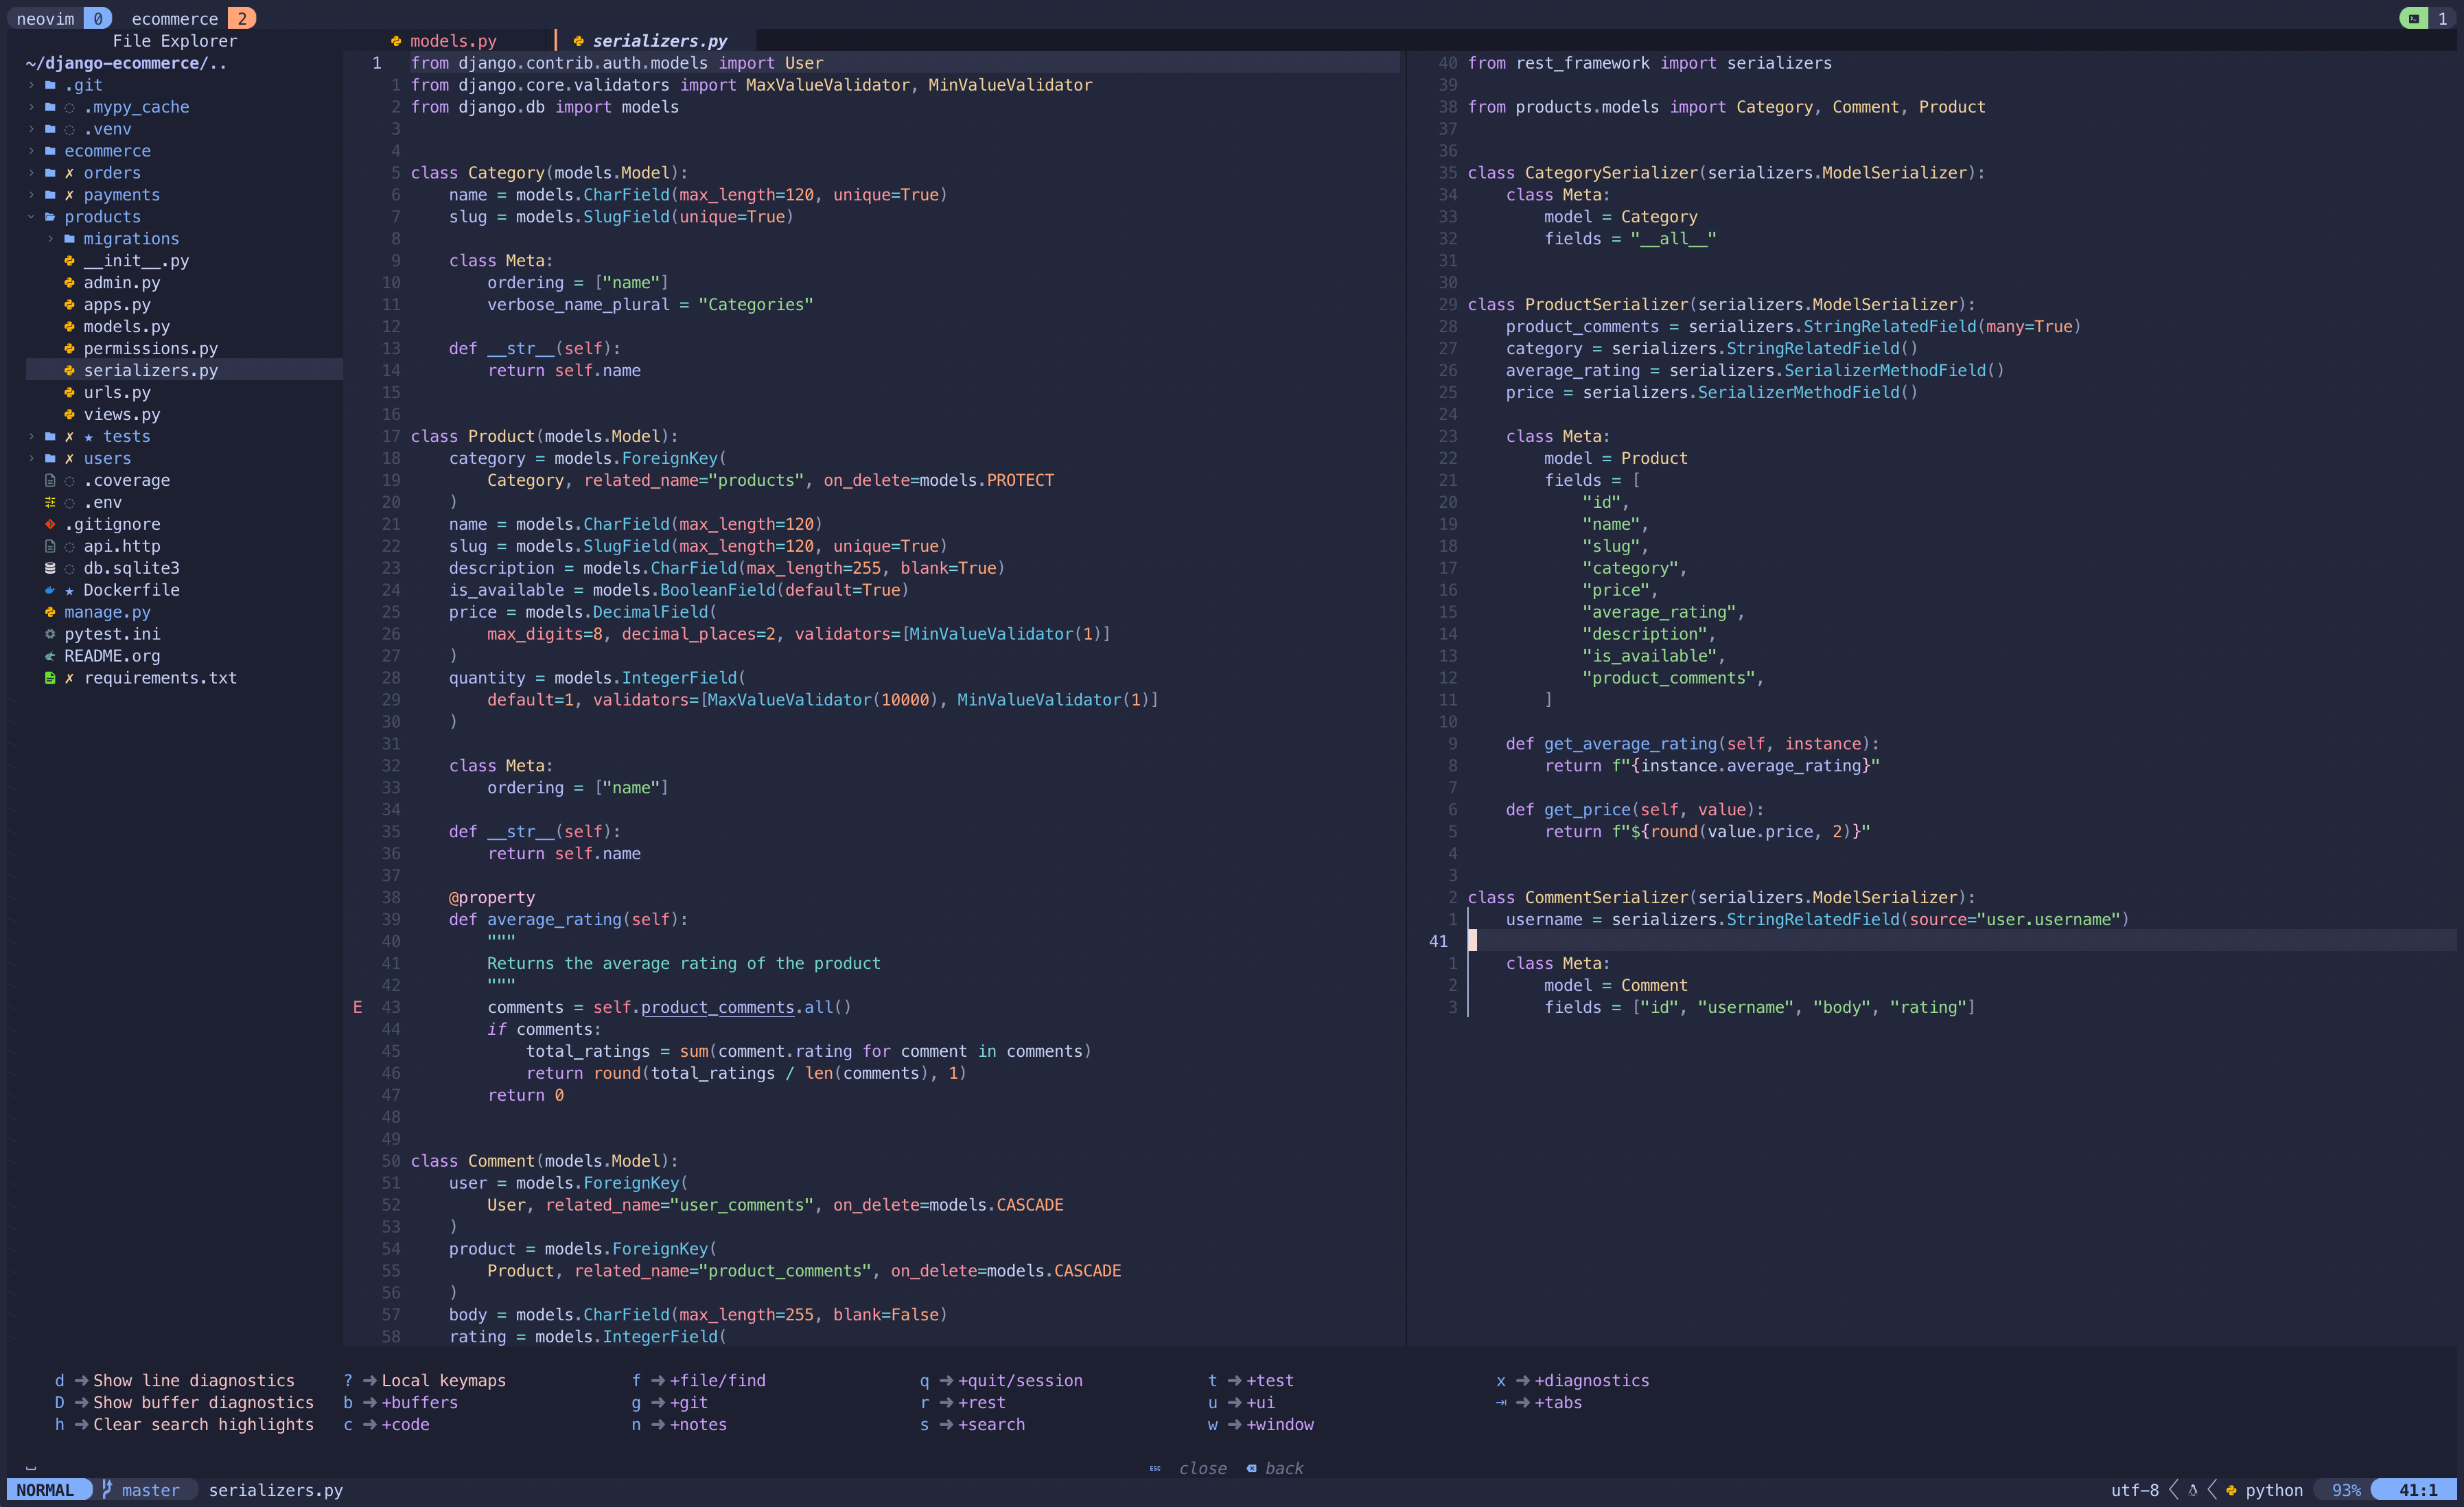 neovim 0 ecommerce 2 1
File Explorer
~/django-ecommerce/..
.git
.mypy_cache
.venv
ecommerce
✗ orders
✗ payments
products
migrations
__init__.py
admin.py
apps.py
models.py
permissions.py
serializers.py
urls.py
views.py
✗ ★ tests
✗ users
.coverage
.env
.gitignore
api.http
db.sqlite3
★ Dockerfile
manage.py
pytest.ini
README.org
✗ requirements.txt
models.py serializers.py
1 from django.contrib.auth.models import User
1 from django.core.validators import MaxValueValidator, MinValueValidator
2 from django.db import models
3
4
5 class Category(models.Model):
6     name = models.CharField(max_length=120, unique=True)
7     slug = models.SlugField(unique=True)
8
9     class Meta:
10         ordering = ["name"]
11         verbose_name_plural = "Categories"
12
13     def __str__(self):
14         return self.name
15
16
17 class Product(models.Model):
18     category = models.ForeignKey(
19         Category, related_name="products", on_delete=models.PROTECT
20     )
21     name = models.CharField(max_length=120)
22     slug = models.SlugField(max_length=120, unique=True)
23     description = models.CharField(max_length=255, blank=True)
24     is_available = models.BooleanField(default=True)
25     price = models.DecimalField(
26         max_digits=8, decimal_places=2, validators=[MinValueValidator(1)]
27     )
28     quantity = models.IntegerField(
29         default=1, validators=[MaxValueValidator(10000), MinValueValidator(1)]
30     )
31
32     class Meta:
33         ordering = ["name"]
34
35     def __str__(self):
36         return self.name
37
38     @property
39     def average_rating(self):
40         """
41         Returns the average rating of the product
42         """
E 43         comments = self.product_comments.all()
44         if comments:
45             total_ratings = sum(comment.rating for comment in comments)
46             return round(total_ratings / len(comments), 1)
47         return 0
48
49
50 class Comment(models.Model):
51     user = models.ForeignKey(
52         User, related_name="user_comments", on_delete=models.CASCADE
53     )
54     product = models.ForeignKey(
55         Product, related_name="product_comments", on_delete=models.CASCADE
56     )
57     body = models.CharField(max_length=255, blank=False)
58     rating = models.IntegerField(
40 from rest_framework import serializers
39
38 from products.models import Category, Comment, Product
37
36
35 class CategorySerializer(serializers.ModelSerializer):
34     class Meta:
33         model = Category
32         fields = "__all__"
31
30
29 class ProductSerializer(serializers.ModelSerializer):
28     product_comments = serializers.StringRelatedField(many=True)
27     category = serializers.StringRelatedField()
26     average_rating = serializers.SerializerMethodField()
25     price = serializers.SerializerMethodField()
24
23     class Meta:
22         model = Product
21         fields = [
20             "id",
19             "name",
18             "slug",
17             "category",
16             "price",
15             "average_rating",
14             "description",
13             "is_available",
12             "product_comments",
11         ]
10
9     def get_average_rating(self, instance):
8         return f"{instance.average_rating}"
7
6     def get_price(self, value):
5         return f"${round(value.price, 2)}"
4
3
2 class CommentSerializer(serializers.ModelSerializer):
1     username = serializers.StringRelatedField(source="user.username")
41
1     class Meta:
2         model = Comment
3         fields = ["id", "username", "body", "rating"]
d ➜ Show line diagnostics ? ➜ Local keymaps f ➜ +file/find q ➜ +quit/session t ➜ +test x ➜ +diagnostics
D ➜ Show buffer diagnostics b ➜ +buffers g ➜ +git r ➜ +rest u ➜ +ui ⇥ ➜ +tabs
h ➜ Clear search highlights c ➜ +code n ➜ +notes s ➜ +search w ➜ +window
ESC close back
NORMAL master serializers.py utf-8 python 93% 41:1